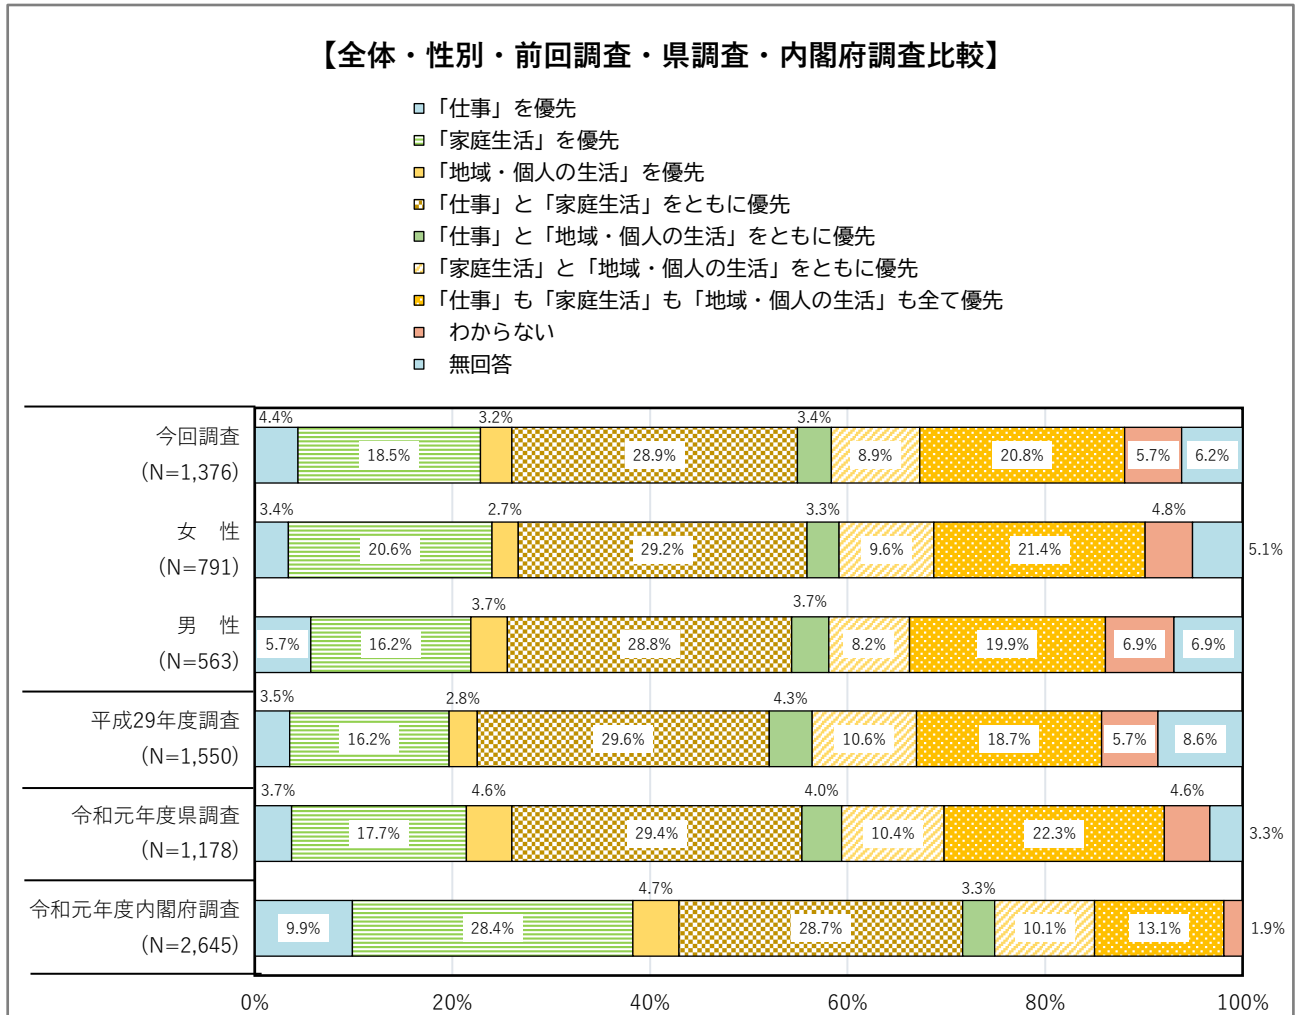 【全体・性別・前回調査・県調査・内閣府調査比較】
「仕事」を優先
「家庭生活」を優先
「地域・個人の生活」を優先
「仕事」と「家庭生活」をともに優先
「仕事」と「地域・個人の生活」をともに優先
「家庭生活」と「地域・個人の生活」をともに優先
「仕事」も「家庭生活」も「地域・個人の生活」も全て優先
わからない
無回答
4.4% 3.2% 3.4%
今回調査
(N=1,376)
18.5% 28.9% 8.9% 20.8% 5.7% 6.2%
3.4% 2.7% 3.3% 4.8%
女　性
(N=791)
20.6% 29.2% 9.6% 21.4% 5.1%
3.7% 3.7%
男　性
(N=563)
5.7% 16.2% 28.8% 8.2% 19.9% 6.9% 6.9%
3.5% 2.8% 4.3%
平成29年度調査
(N=1,550)
16.2% 29.6% 10.6% 18.7% 5.7% 8.6%
3.7% 4.6% 4.0% 4.6%
令和元年度県調査
(N=1,178)
17.7% 29.4% 10.4% 22.3% 3.3%
4.7% 3.3%
令和元年度内閣府調査
(N=2,645)
9.9% 28.4% 28.7% 10.1% 13.1% 1.9%
0% 20% 40% 60% 80% 100%